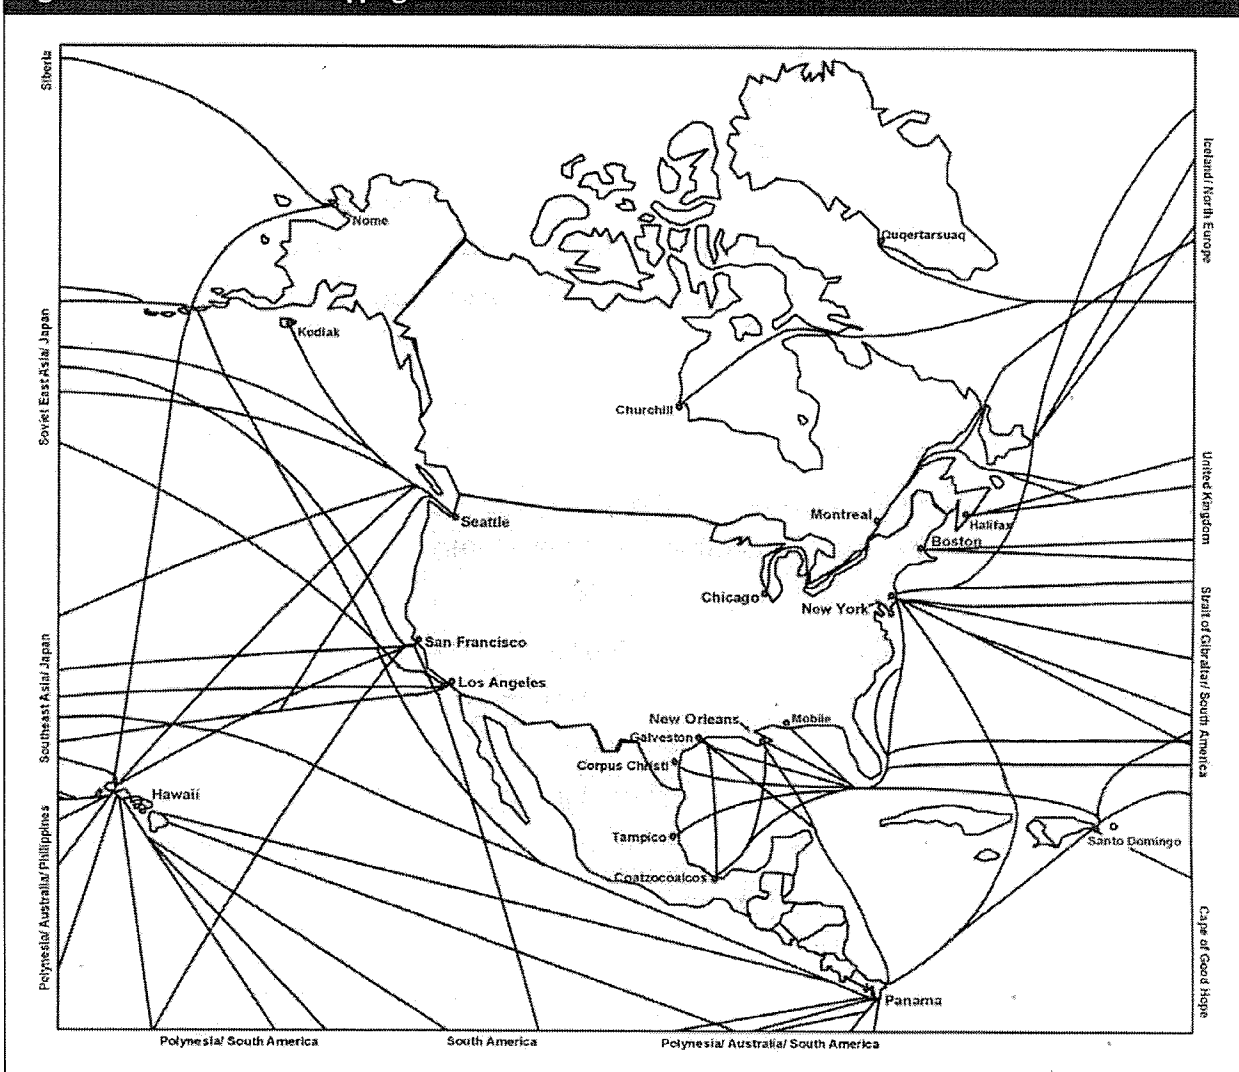 Siberia
Iceland/ North Europe
Nome
Quqertarsuaq
Soviet East Asia/ Japan
Kodiak
Churchill
United Kingdom
Seattle
Montreal
Halifax
Boston
Chicago
New York
Strait of Gibraltar/ South America
San Francisco
Southeast Asia/ Japan
Los Angeles
New Orleans
Mobile
Galveston
Corpus Christi
Hawaii
Polynesia/ Australia/ Philippines
Tampico
Santo Domingo
Coatzocoalcos
Cape of Good Hope
Panama
Polynesia/ South America
South America
Polynesia/ Australia/ South America